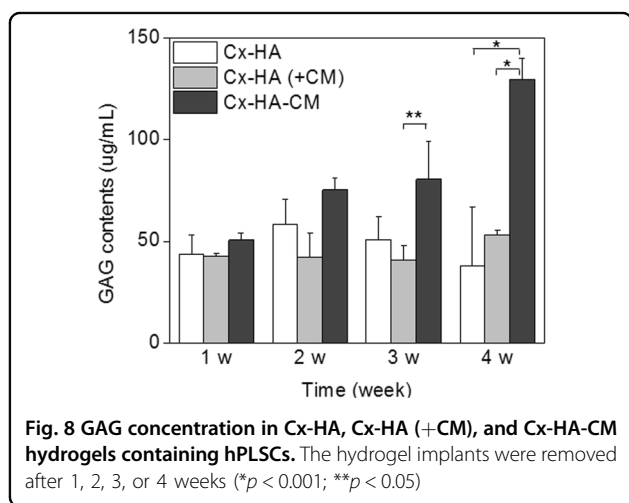 150
100
50
0
GAG contents (ug/mL)
Cx-HA
Cx-HA (+CM)
Cx-HA-CM
**
*
*
1 w 2 w 3 w 4 w
Time (week)
Fig. 8 GAG concentration in Cx-HA, Cx-HA (+CM), and Cx-HA-CM
hydrogels containing hPLSCs. The hydrogel implants were removed
after 1, 2, 3, or 4 weeks (*p < 0.001; **p < 0.05)